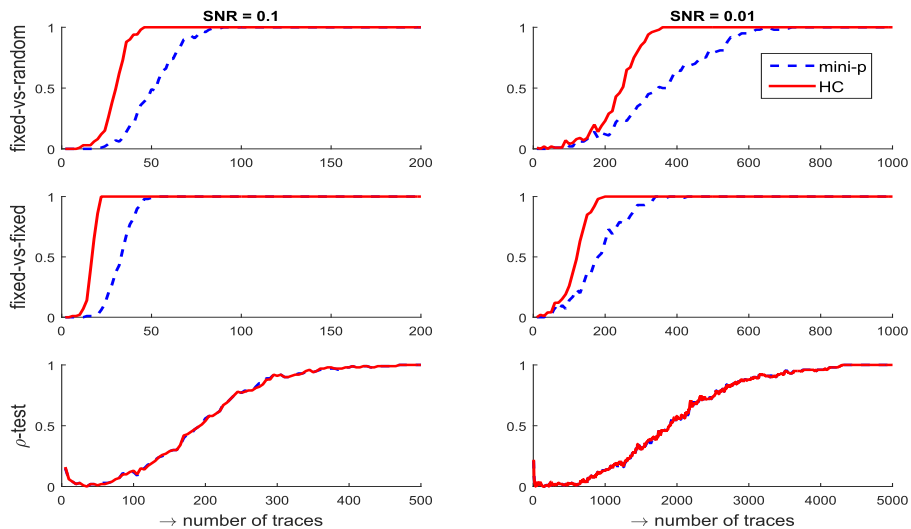 SNR = 0.1
SNR = 0.01
fixed-vs-random
1
0.5
0
0 50 100 150 200
1
0.5
0
0 200 400 600 800 1000
mini-p
HC
fixed-vs-fixed
1
0.5
0
0 50 100 150 200
1
0.5
0
0 200 400 600 800 1000
ρ-test
1
0.5
0
0 100 200 300 400 500
→ number of traces
1
0.5
0
0 1000 2000 3000 4000 5000
→ number of traces